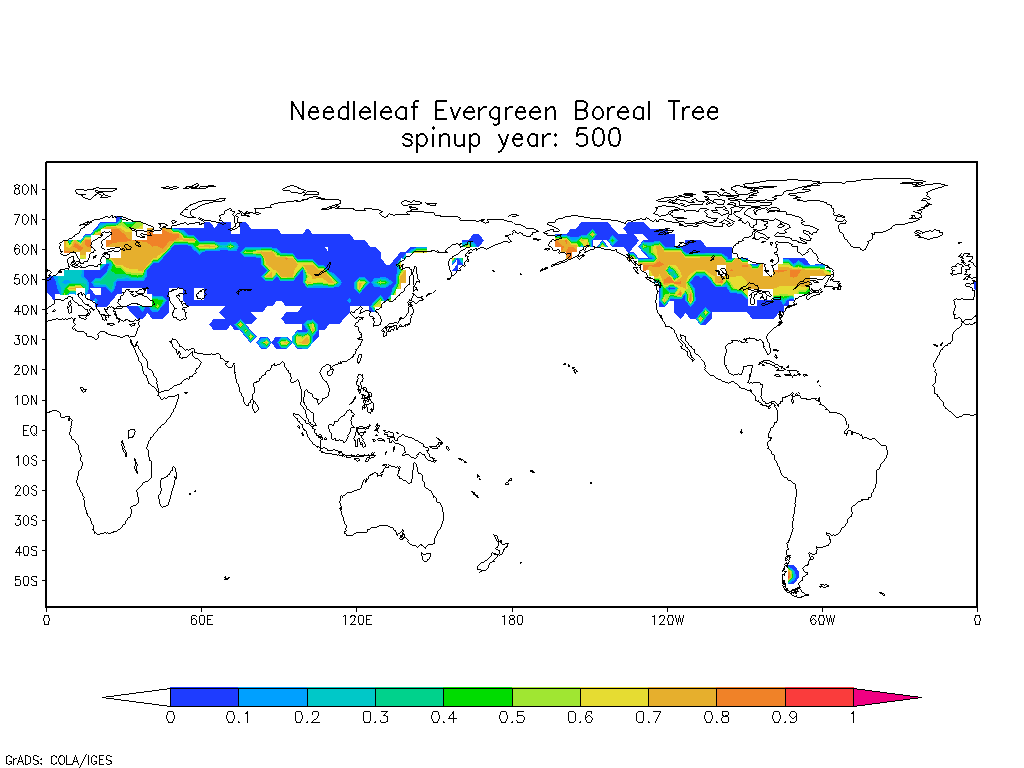 Needleleaf Evergreen Boreal Tree
spinup year: 500
80N
70N
60N
50N
40N
30N
20N
10N
EQ
10S
20S
30S
40S
50S
0 60E 120E 180 120W 60W 0
0 0.1 0.2 0.3 0.4 0.5 0.6 0.7 0.8 0.9 1
GrADS: COLA/IGES